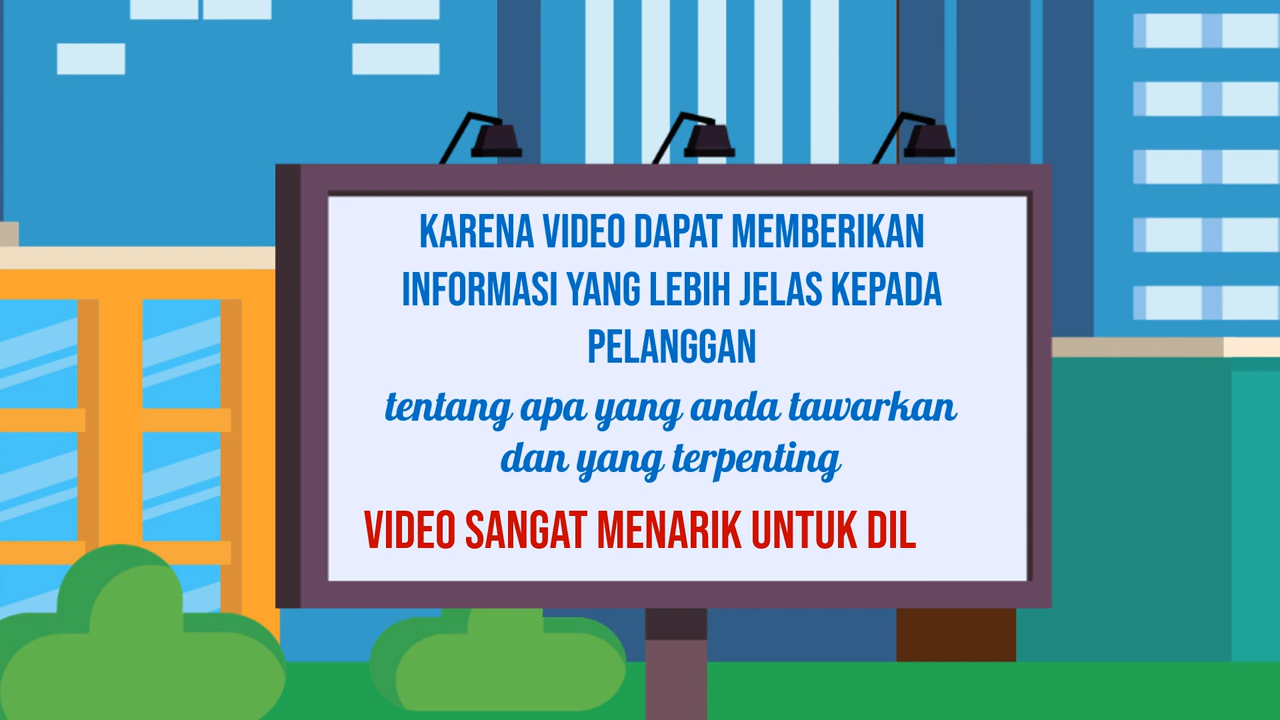 KARENA VIDEO DAPAT MEMBERIKAN
INFORMASI YANG LEBIH JELAS KEPADA
PELANGGAN
tentang apa yang anda tawarkan
dan yang terpenting
VIDEO SANGAT MENARIK UNTUK DIL